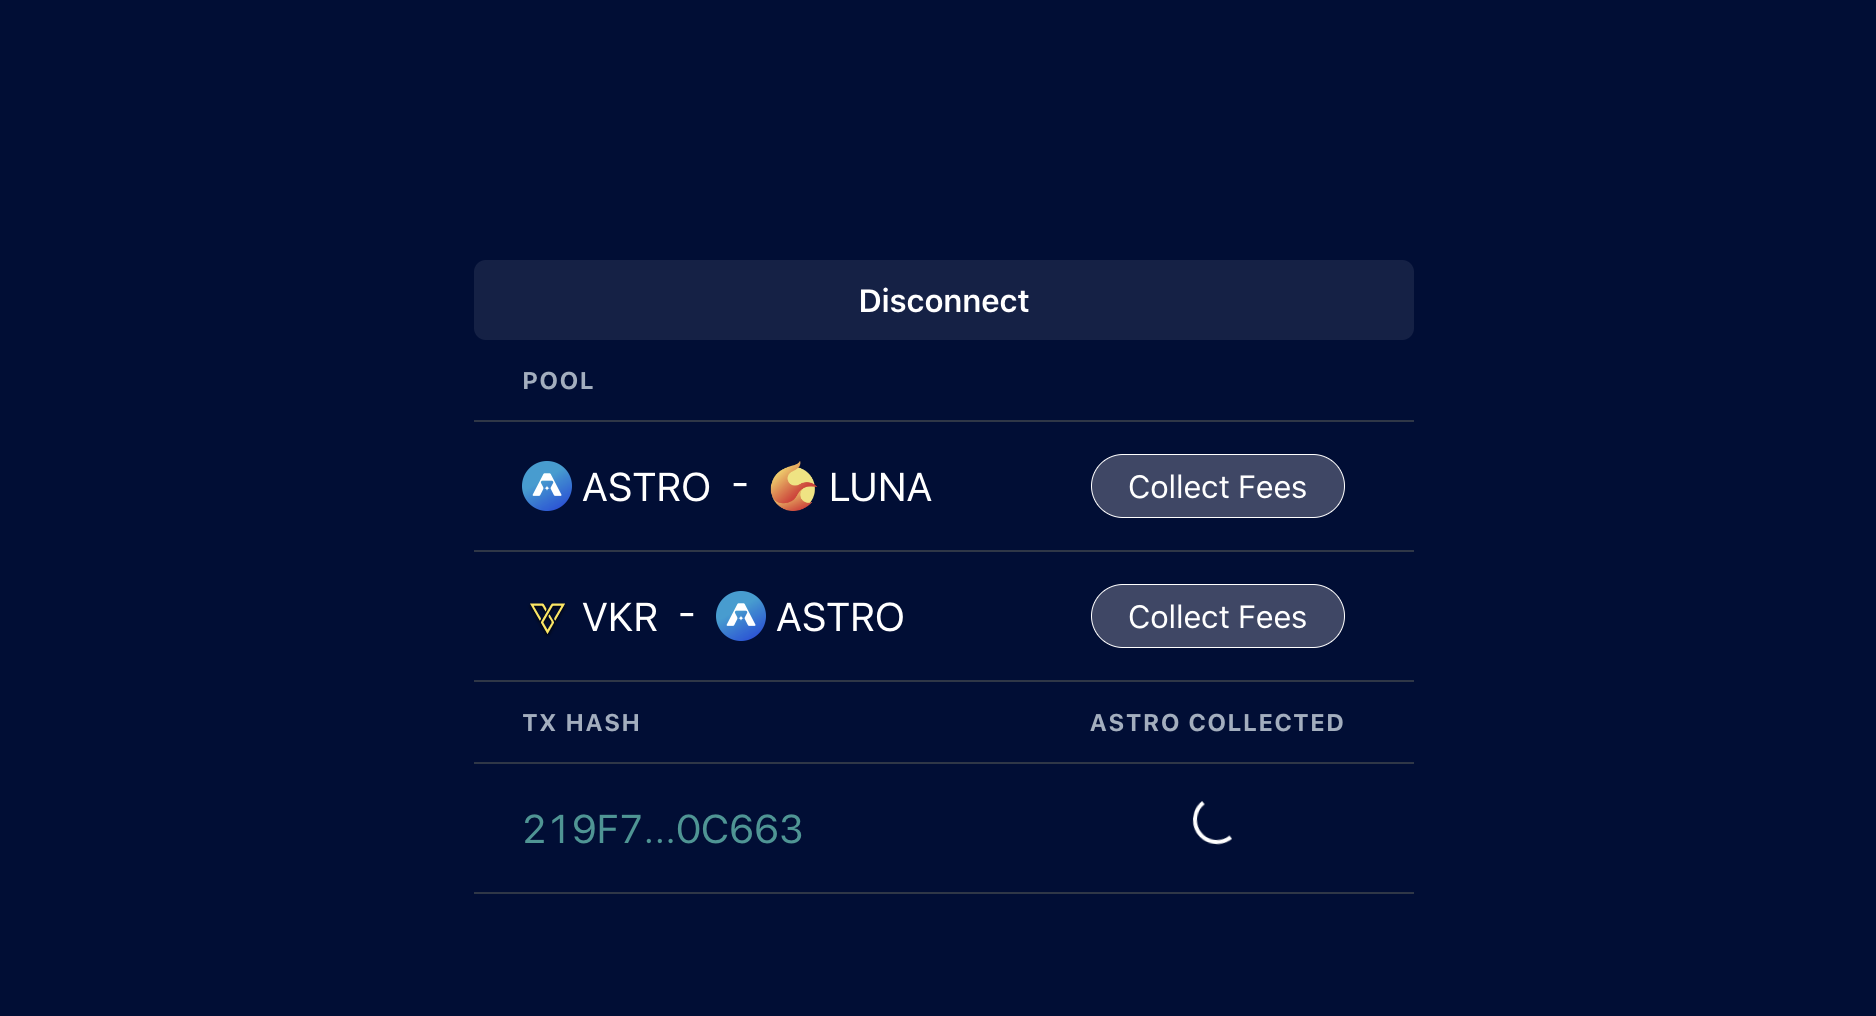 Disconnect
POOL
ASTRO - LUNA Collect Fees
VKR - ASTRO Collect Fees
TX HASH ASTRO COLLECTED
219F7...0C663